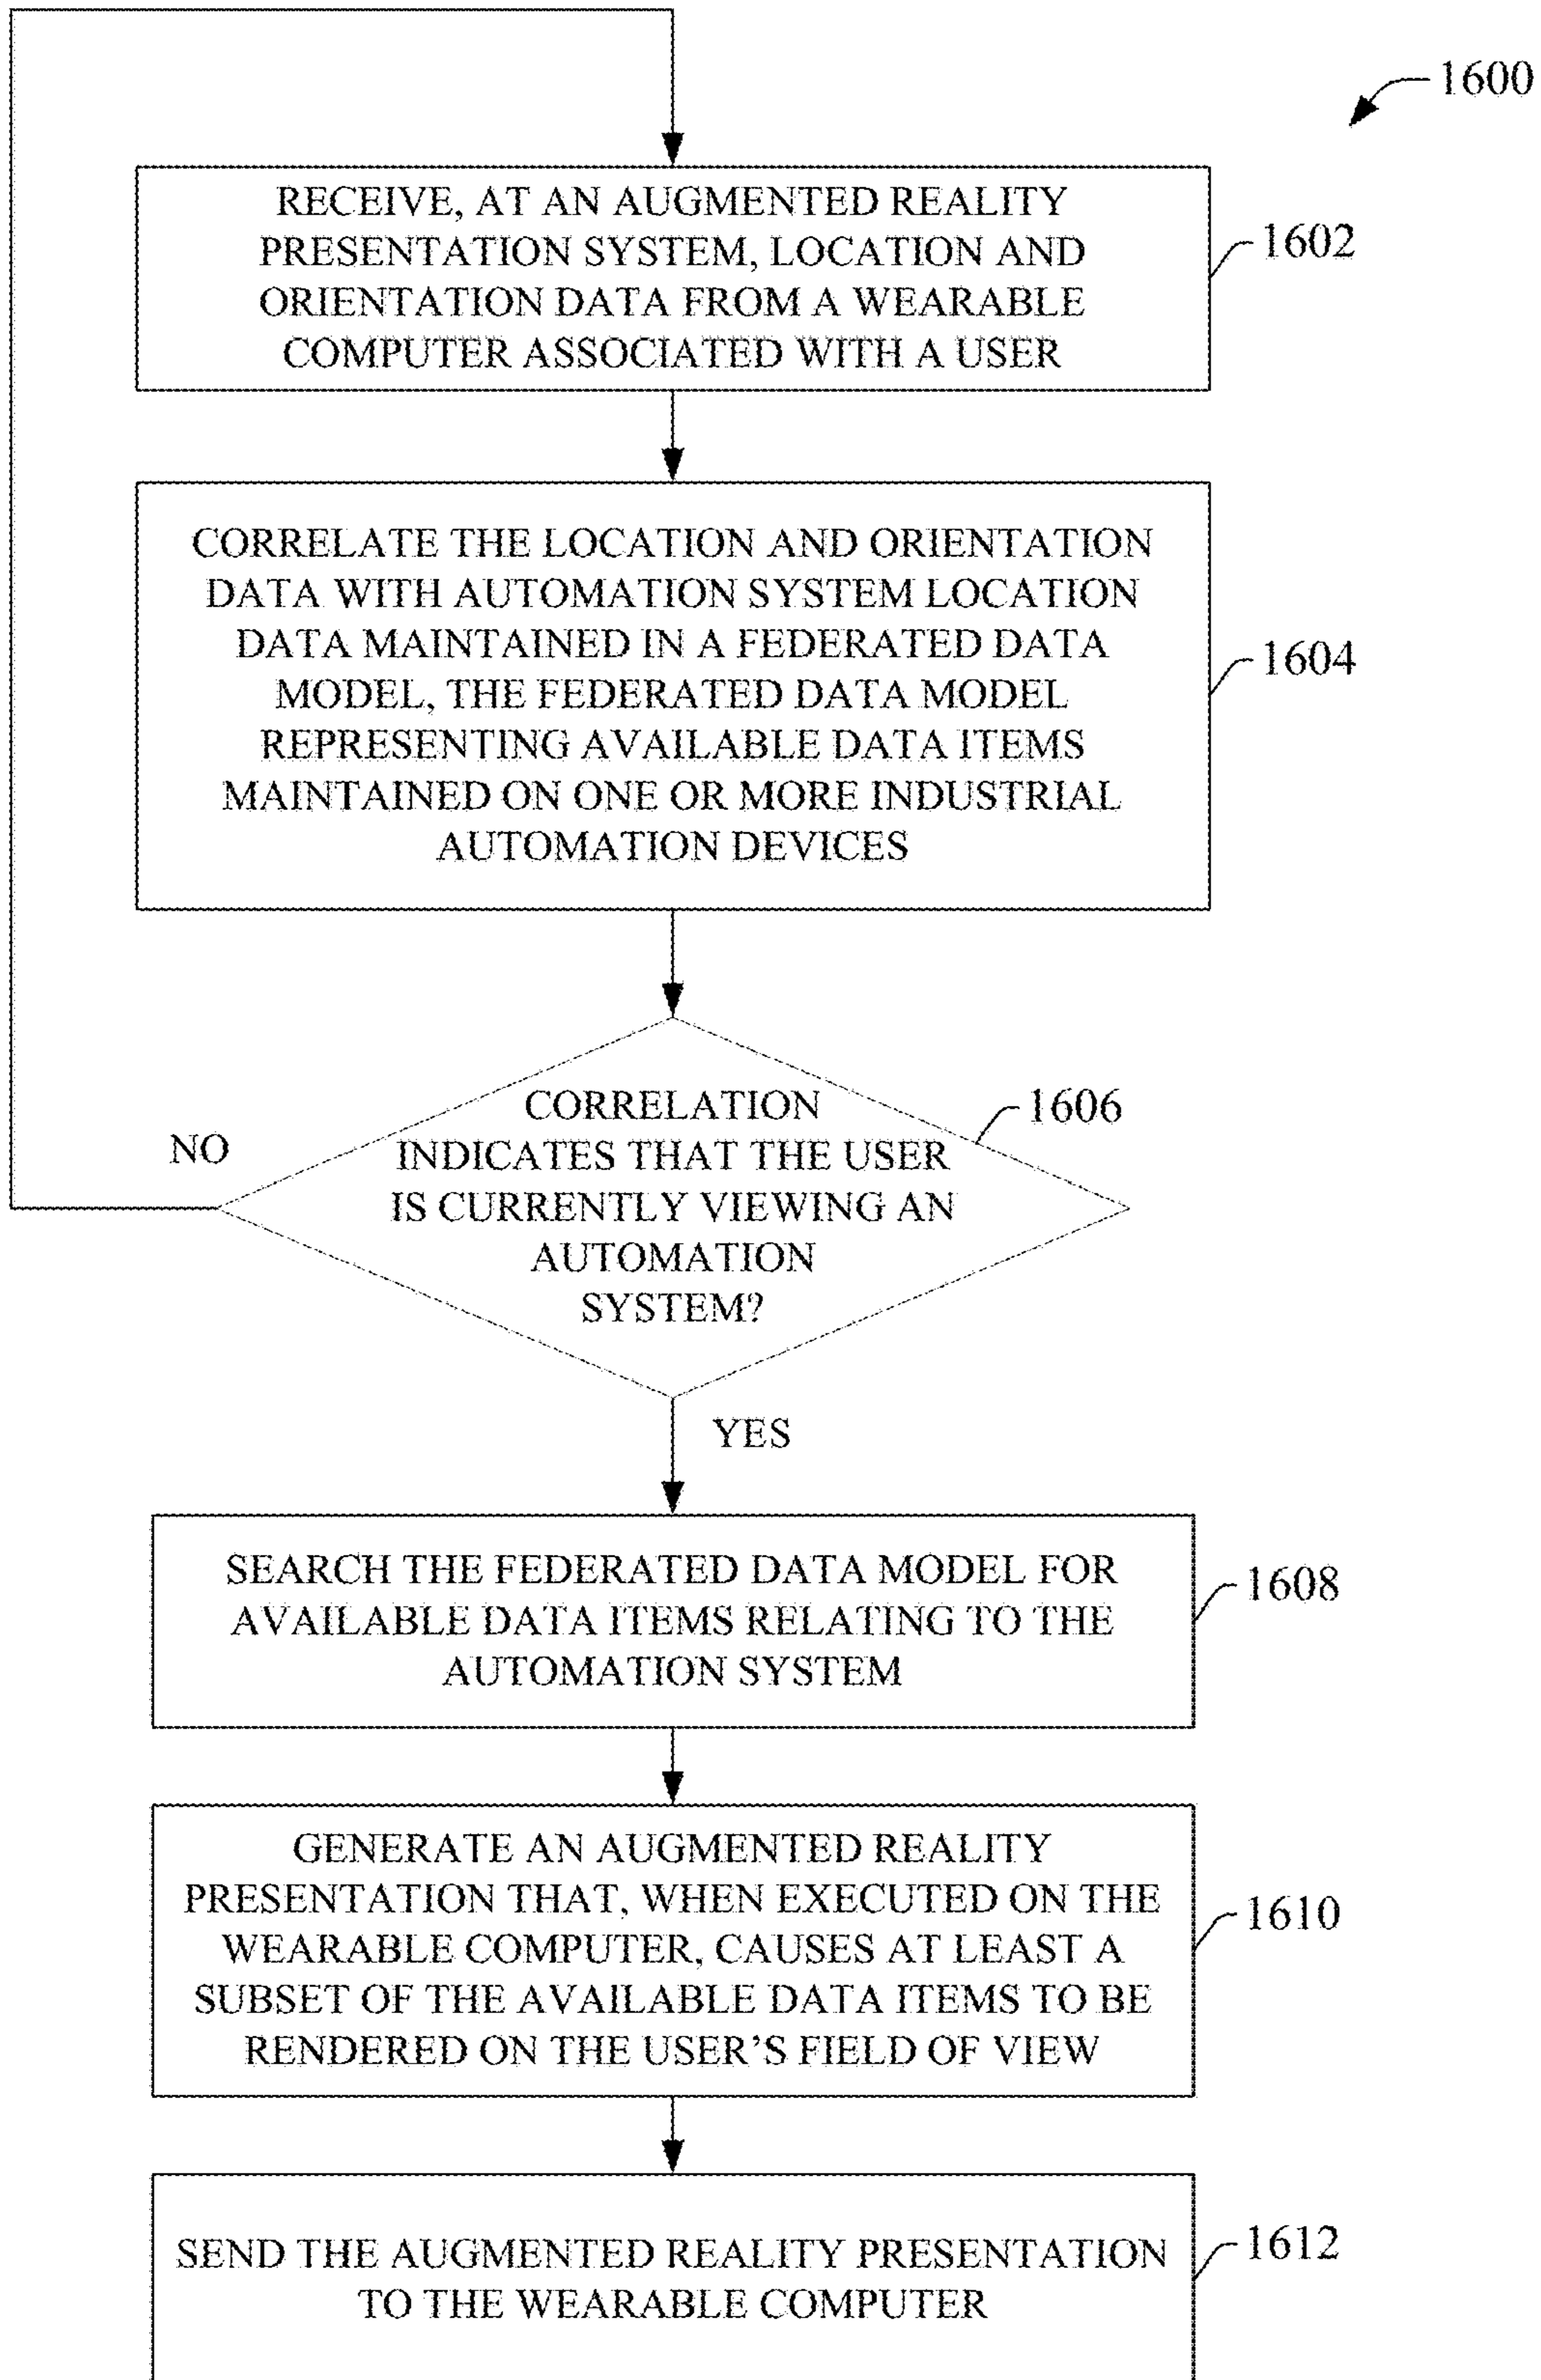 1600
RECEIVE, AT AN AUGMENTED REALITY
PRESENTATION SYSTEM, LOCATION AND
ORIENTATION DATA FROM A WEARABLE
COMPUTER ASSOCIATED WITH A USER
1602
CORRELATE THE LOCATION AND ORIENTATION
DATA WITH AUTOMATION SYSTEM LOCATION
DATA MAINTAINED IN A FEDERATED DATA
MODEL, THE FEDERATED DATA MODEL
REPRESENTING AVAILABLE DATA ITEMS
MAINTAINED ON ONE OR MORE INDUSTRIAL
AUTOMATION DEVICES
1604
CORRELATION
INDICATES THAT THE USER
IS CURRENTLY VIEWING AN
AUTOMATION
SYSTEM?
1606
NO
YES
SEARCH THE FEDERATED DATA MODEL FOR
AVAILABLE DATA ITEMS RELATING TO THE
AUTOMATION SYSTEM
1608
GENERATE AN AUGMENTED REALITY
PRESENTATION THAT, WHEN EXECUTED ON THE
WEARABLE COMPUTER, CAUSES AT LEAST A
SUBSET OF THE AVAILABLE DATA ITEMS TO BE
RENDERED ON THE USER'S FIELD OF VIEW
1610
SEND THE AUGMENTED REALITY PRESENTATION
TO THE WEARABLE COMPUTER
1612